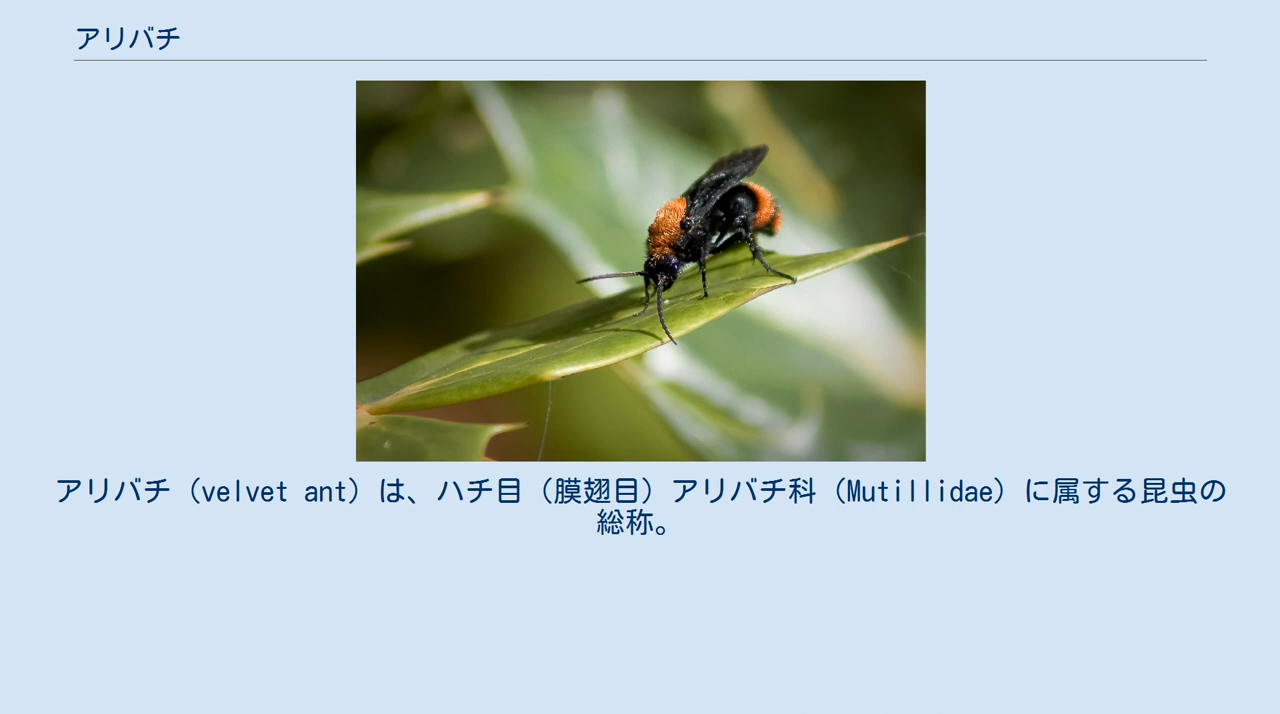 アリバチ
アリバチ（velvet ant）は、ハチ目（膜翅目）アリバチ科（Mutillidae）に属する昆虫の
総称。